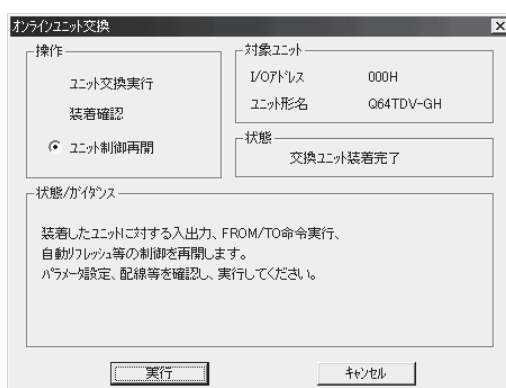 オンラインユニット交換
操作
ユニット交換実行
装着確認
ユニット制御再開
対象ユニット
I/Oアドレス 000H
ユニット形名 Q64TDV-GH
状態
交換ユニット装着完了
状態/ガイダンス
装着したユニットに対する入出力、FROM/TO命令実行、
自動リフレッシュ等の制御を再開します。
パラメータ設定、配線等を確認し、実行してください。
実行 キャンセル